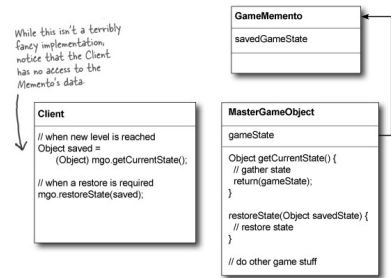 While this isn't a terribly
fancy implementation,
notice that the Client
has no access to the
Memento's data.
GameMemento
savedGameState
Client
// when new level is reached
Object saved =
(Object) mgo.getCurrentState();
// when a restore is required
mgo.restoreState(saved);
MasterGameObject
gameState
Object getCurrentState() {
// gather state
return(gameState);
}
restoreState(Object savedState) {
// restore state
}
// do other game stuff